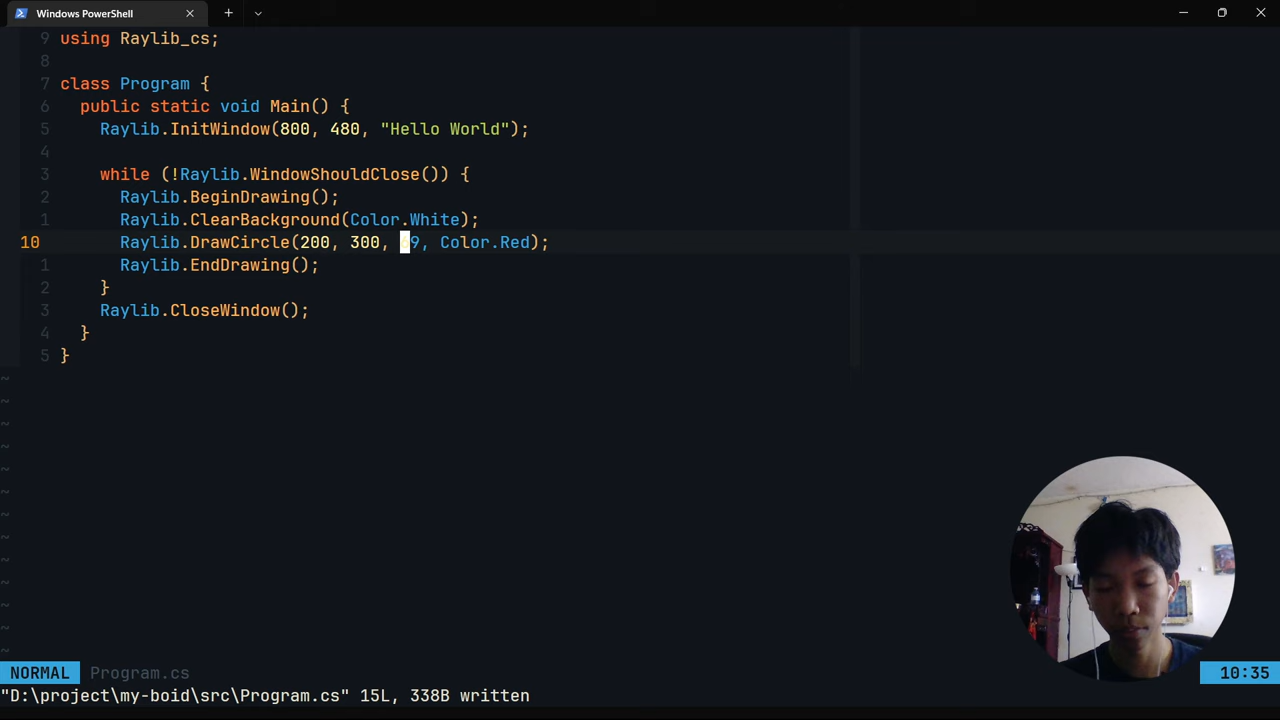 Windows PowerShell
9 using Raylib_cs;
8
7 class Program {
6 public static void Main() {
5 Raylib.InitWindow(800, 480, "Hello World");
4
3 while (!Raylib.WindowShouldClose()) {
2 Raylib.BeginDrawing();
1 Raylib.ClearBackground(Color.White);
10 Raylib.DrawCircle(200, 300, 69, Color.Red);
1 Raylib.EndDrawing();
2 }
3 Raylib.CloseWindow();
4 }
5 }
~
~
~
~
~
~
~
~
~
~
~
~
~
NORMAL Program.cs 10:35
"D:\project\my-boid\src\Program.cs" 15L, 338B written